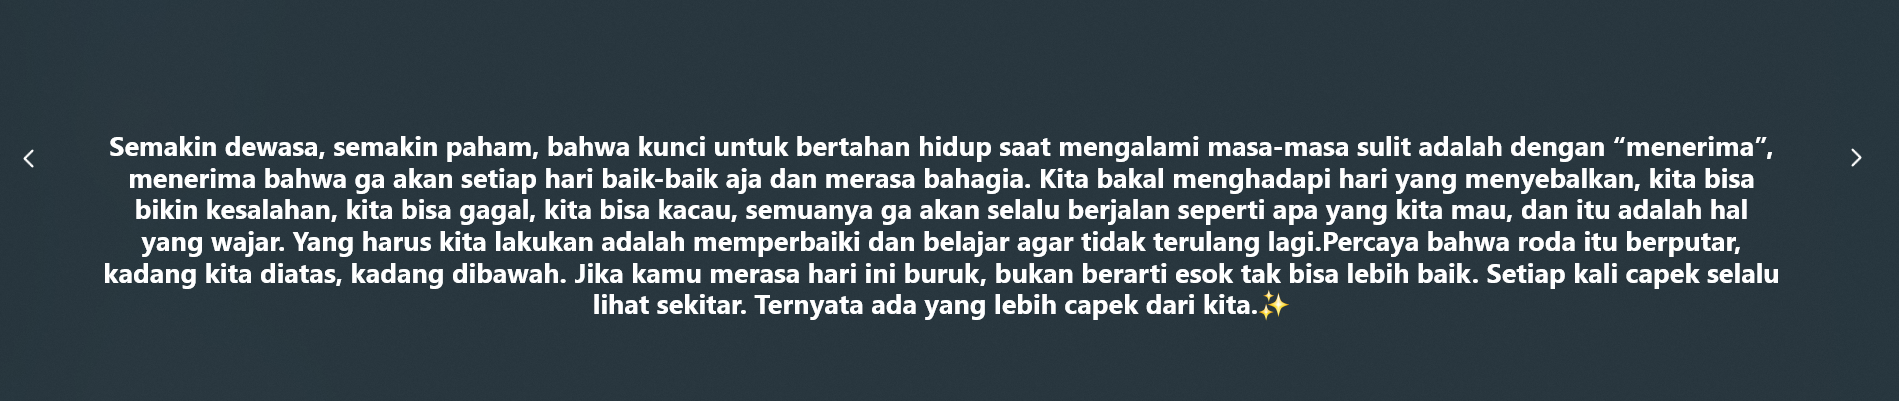 Semakin dewasa, semakin paham, bahwa kunci untuk bertahan hidup saat mengalami masa-masa sulit adalah dengan “menerima”,
menerima bahwa ga akan setiap hari baik-baik aja dan merasa bahagia. Kita bakal menghadapi hari yang menyebalkan, kita bisa
bikin kesalahan, kita bisa gagal, kita bisa kacau, semuanya ga akan selalu berjalan seperti apa yang kita mau, dan itu adalah hal
yang wajar. Yang harus kita lakukan adalah memperbaiki dan belajar agar tidak terulang lagi.Percaya bahwa roda itu berputar,
kadang kita diatas, kadang dibawah. Jika kamu merasa hari ini buruk, bukan berarti esok tak bisa lebih baik. Setiap kali capek selalu
lihat sekitar. Ternyata ada yang lebih capek dari kita.✨